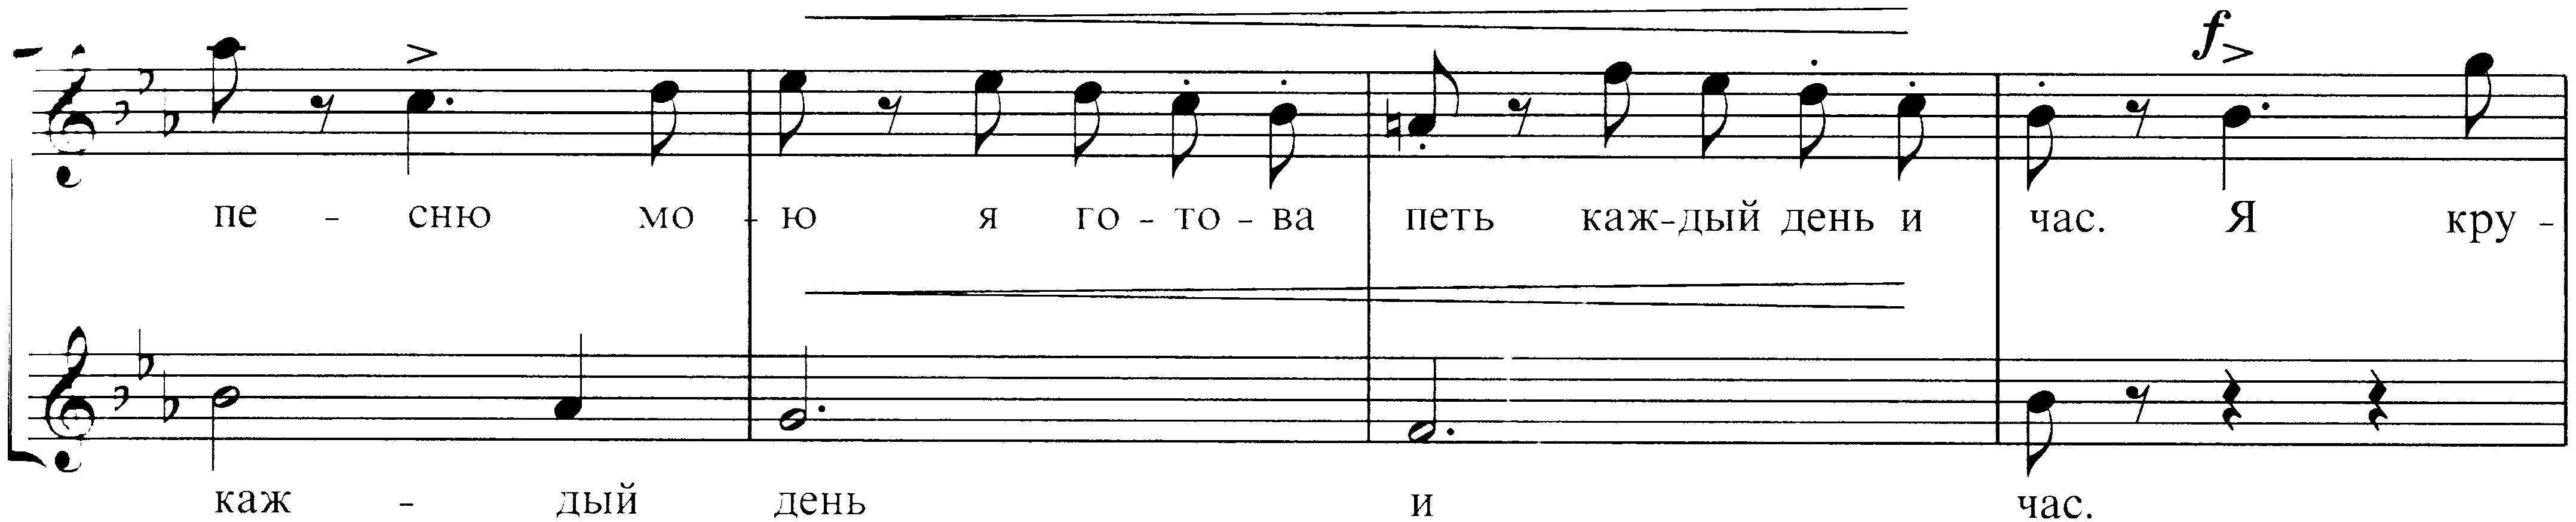 f
пе - сню мо - ю я го - то - ва петь каж-дый день и час. Я кру -
каж - дый день и час.